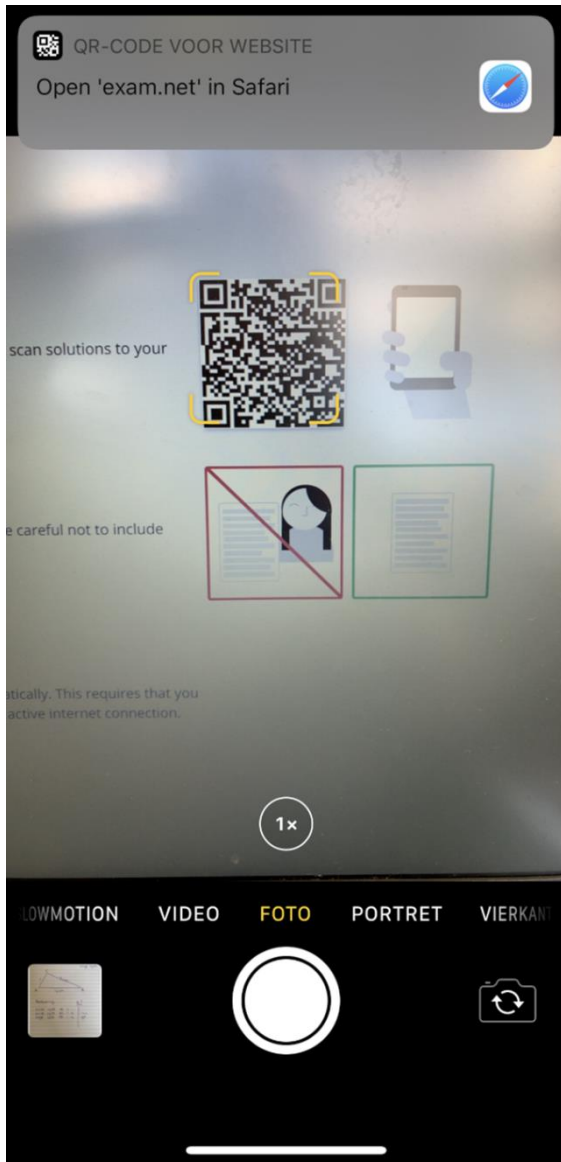 QR-CODE VOOR WEBSITE
Open 'exam.net' in Safari
scan solutions to your
e careful not to include
atically. This requires that you
active internet connection.
1×
LOWMOTION VIDEO FOTO PORTRET VIERKANT